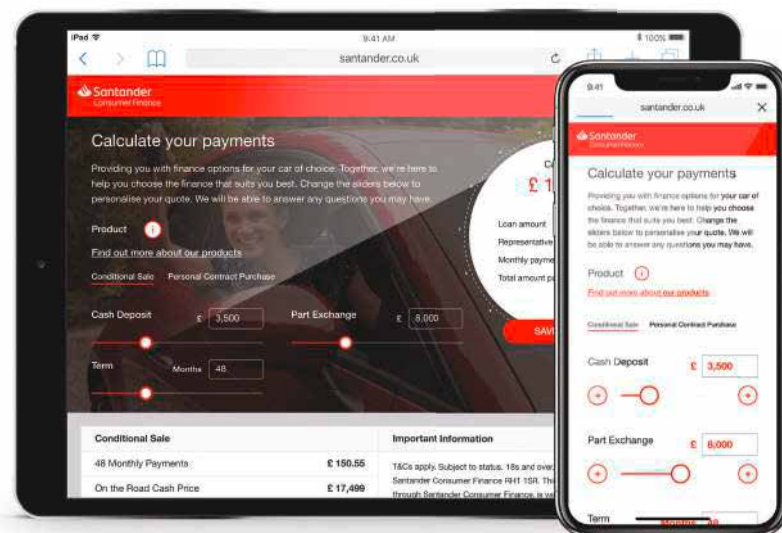 iPad
9:41 AM
100%
santander.co.uk
Santander
Consumer Finance
Calculate your payments
Providing you with finance options for your car of choice. Together, we're here to
help you choose the finance that suits you best. Change the sliders below to
personalise your quote. We will be able to answer any questions you may have.
Product i
Find out more about our products
Conditional Sale Personal Contract Purchase
Cash Deposit £ 3,500 Part Exchange £ 8,000
Term Months 48
£ 1
Loan amount
Representative
Monthly payme
Total amount pa
SAV
Conditional Sale
48 Monthly Payments £ 150.55
On the Road Cash Price £ 17,499
Important Information
T&Cs apply. Subject to status. 18s and over.
Santander Consumer Finance RH1 1SR. Thi
through Santander Consumer Finance, is va
9:41
santander.co.uk
Santander
Consumer Finance
Calculate your payments
Providing you with finance options for your car of
choice. Together, we're here to help you choose
the finance that suits you best. Change the
sliders below to personalise your quote. We will
be able to answer any questions you may have.
Product i
Find out more about our products
Conditional Sale Personal Contract Purchase
Cash Deposit £ 3,500
Part Exchange £ 6,000
Term Months 48